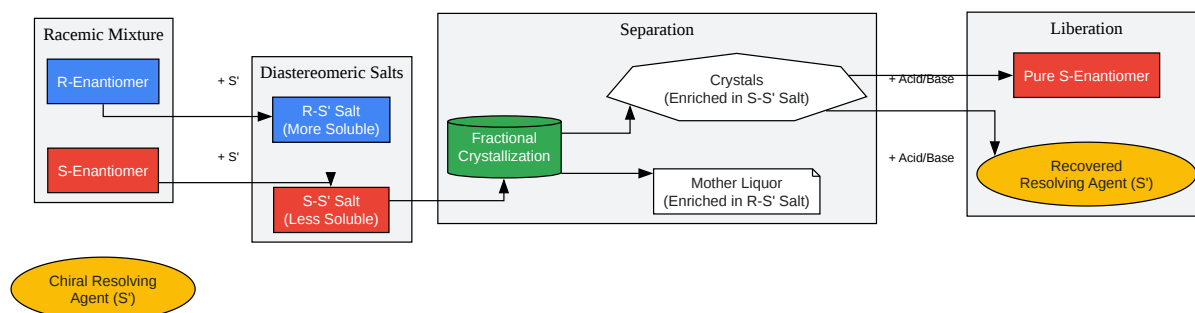 Racemic Mixture
R-Enantiomer
S-Enantiomer
+ S'
+ S'
Diastereomeric Salts
R-S' Salt
(More Soluble)
S-S' Salt
(Less Soluble)
Separation
Fractional
Crystallization
Crystals
(Enriched in S-S' Salt)
Mother Liquor
(Enriched in R-S' Salt)
+ Acid/Base
+ Acid/Base
Liberation
Pure S-Enantiomer
Recovered
Resolving Agent (S')
Chiral Resolving
Agent (S')